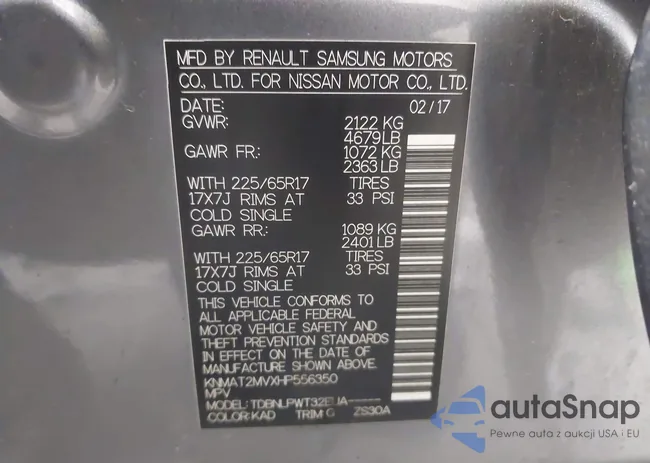 MFD BY RENAULT SAMSUNG MOTORS
CO., LTD. FOR NISSAN MOTOR CO., LTD.
DATE: 02/17
GVWR: 2122 KG
4679 LB
GAWR FR: 1072 KG
2363 LB
WITH 225/65R17 TIRES
17X7J RIMS AT 33 PSI
COLD SINGLE
GAWR RR: 1089 KG
2401 LB
WITH 225/65R17 TIRES
17X7J RIMS AT 33 PSI
COLD SINGLE
THIS VEHICLE CONFORMS TO
ALL APPLICABLE FEDERAL
MOTOR VEHICLE SAFETY AND
THEFT PREVENTION STANDARDS
IN EFFECT ON THE DATE OF
MANUFACTURE SHOWN ABOVE.
KNMAT2MVXHP556350
MPV
MODEL:
COLOR:KAD TRIM G ZS30A
autoSnap
Pewne auta z aukcji USA i EU